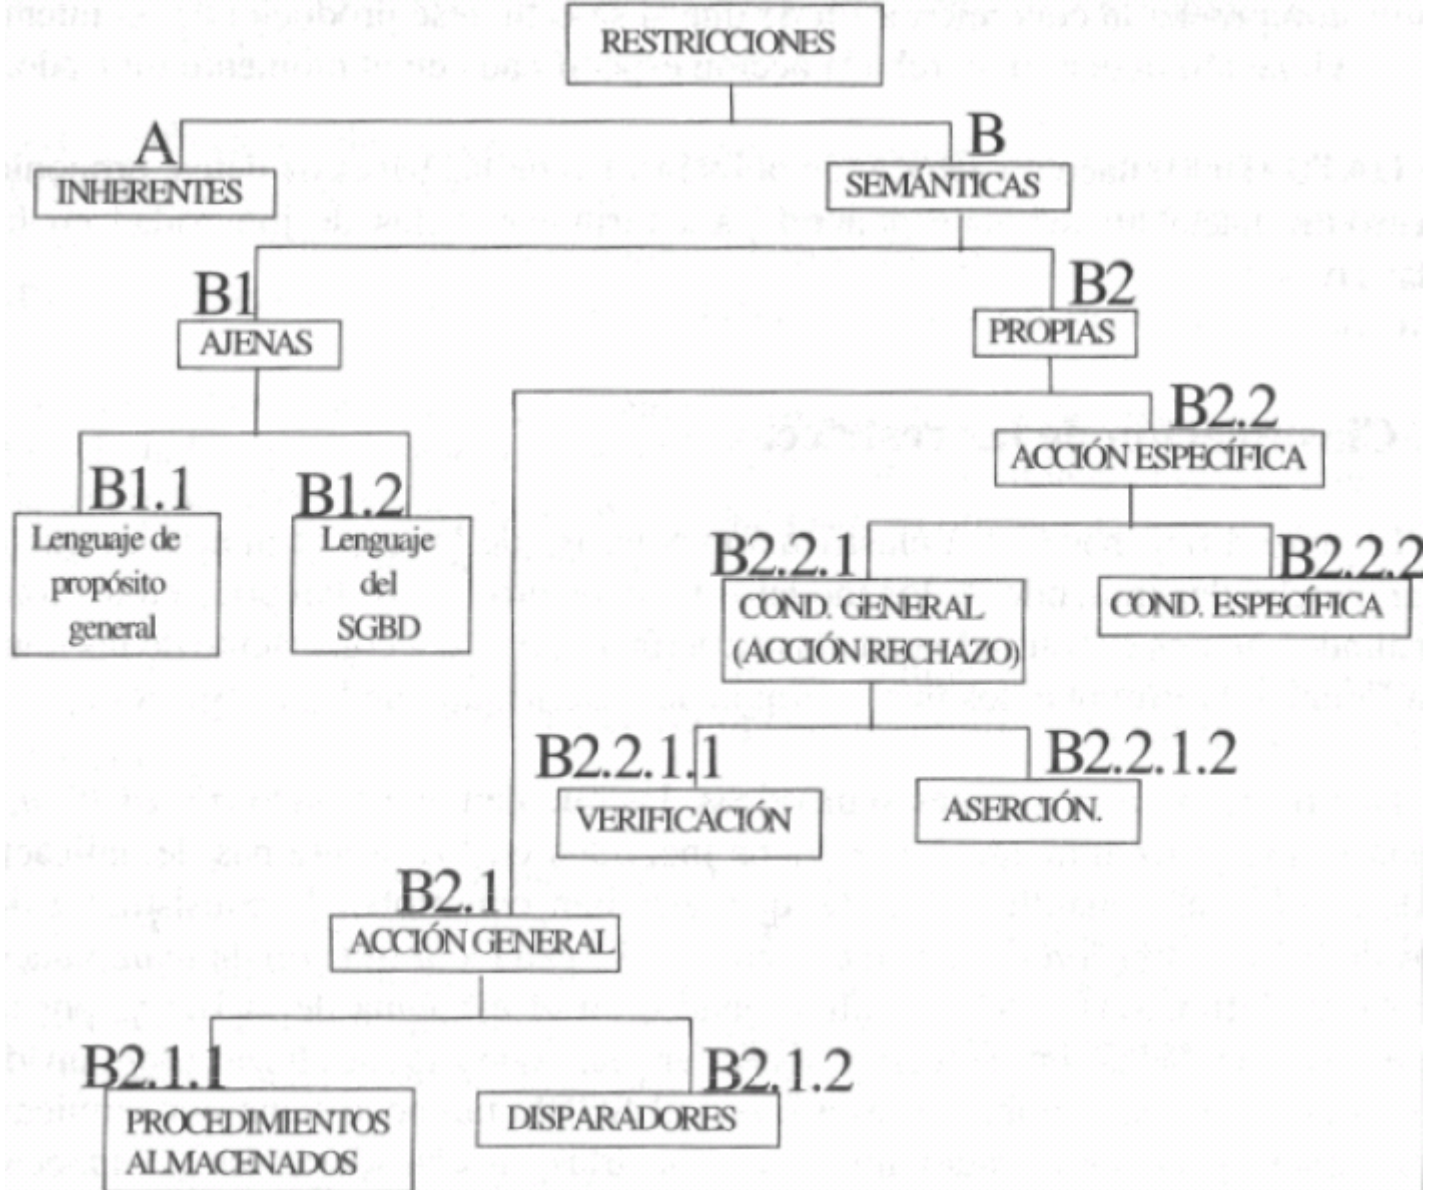 RESTRICCIONES
A
B
INHERENTES
SEMÁNTICAS
B1
B2
AJENAS
PROPIAS
B2.2
ACCIÓN ESPECÍFICA
B1.1
B1.2
Lenguaje de
propósito
general
Lenguaje
del
SGBD
B2.2.1
B2.2.2
COND. GENERAL
(ACCIÓN RECHAZO)
COND. ESPECÍFICA
B2.2.1.1
B2.2.1.2
VERIFICACIÓN
ASERCIÓN.
B2.1
ACCIÓN GENERAL
B2.1.1
B2.1.2
PROCEDIMIENTOS
ALMACENADOS
DISPARADORES